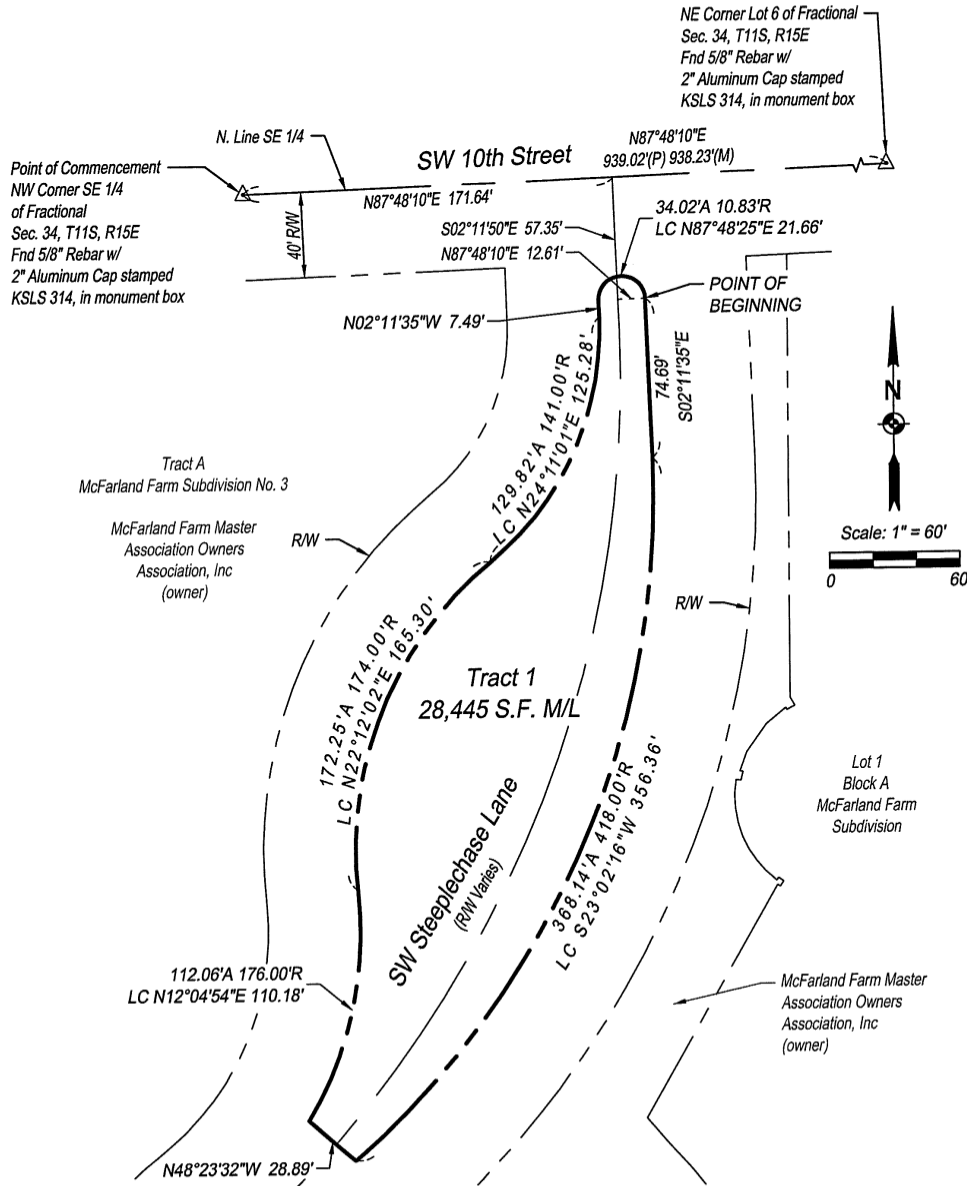 NE Corner Lot 6 of Fractional
Sec. 34, T11S, R15E
Fnd 5/8" Rebar w/
2" Aluminum Cap stamped
KSLS 314, in monument box
N. Line SE 1/4
SW 10th Street
N87°48'10"E
939.02'(P) 938.23'(M)
Point of Commencement
NW Corner SE 1/4
of Fractional
Sec. 34, T11S, R15E
Fnd 5/8" Rebar w/
2" Aluminum Cap stamped
KSLS 314, in monument box
N87°48'10"E 171.64'
40' R/W
S02°11'50"E 57.35'
N87°48'10"E 12.61'
34.02'A 10.83'R
LC N87°48'25"E 21.66'
POINT OF
BEGINNING
N02°11'35"W 7.49'
74.69'
S02°11'35"E
129.82'A 141.00'R
LC N24°11'01"E 125.28'
N
Scale: 1" = 60'
0 60
Tract A
McFarland Farm Subdivision No. 3
McFarland Farm Master
Association Owners
Association, Inc
(owner)
R/W
R/W
172.25'A 174.00'R
LC N22°12'02"E 165.30'
Tract 1
28,445 S.F. M/L
Lot 1
Block A
McFarland Farm
Subdivision
368.14'A 418.00'R
LC S23°02'16"W 356.36'
SW Steeplechase Lane
(R/W Varies)
112.06'A 176.00'R
LC N12°04'54"E 110.18'
McFarland Farm Master
Association Owners
Association, Inc
(owner)
N48°23'32"W 28.89'